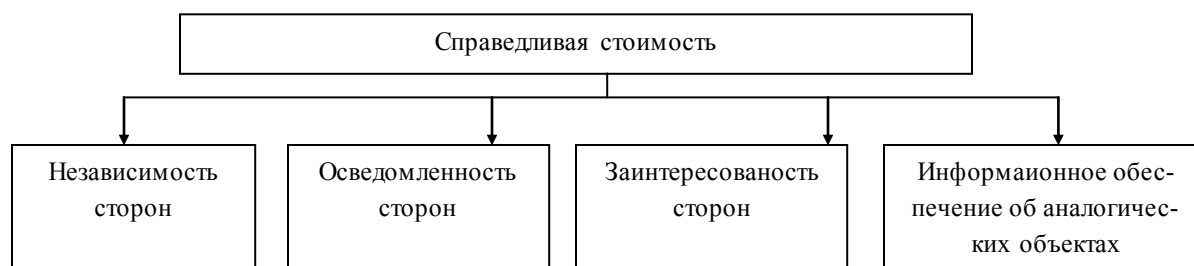 Справедливая стоимость
Независимость
сторон
Осведомленность
сторон
Заинтересованость
сторон
Информаионное обес-
печение об аналогичес-
ких объектах